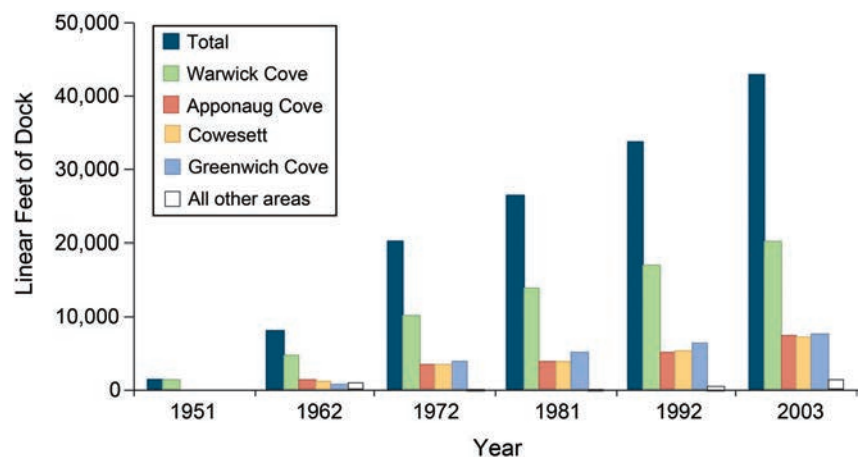 Linear Feet of Dock
50,000
40,000
30,000
20,000
10,000
0
Total
Warwick Cove
Apponaug Cove
Cowesett
Greenwich Cove
All other areas
1951 1962 1972 1981 1992 2003
Year